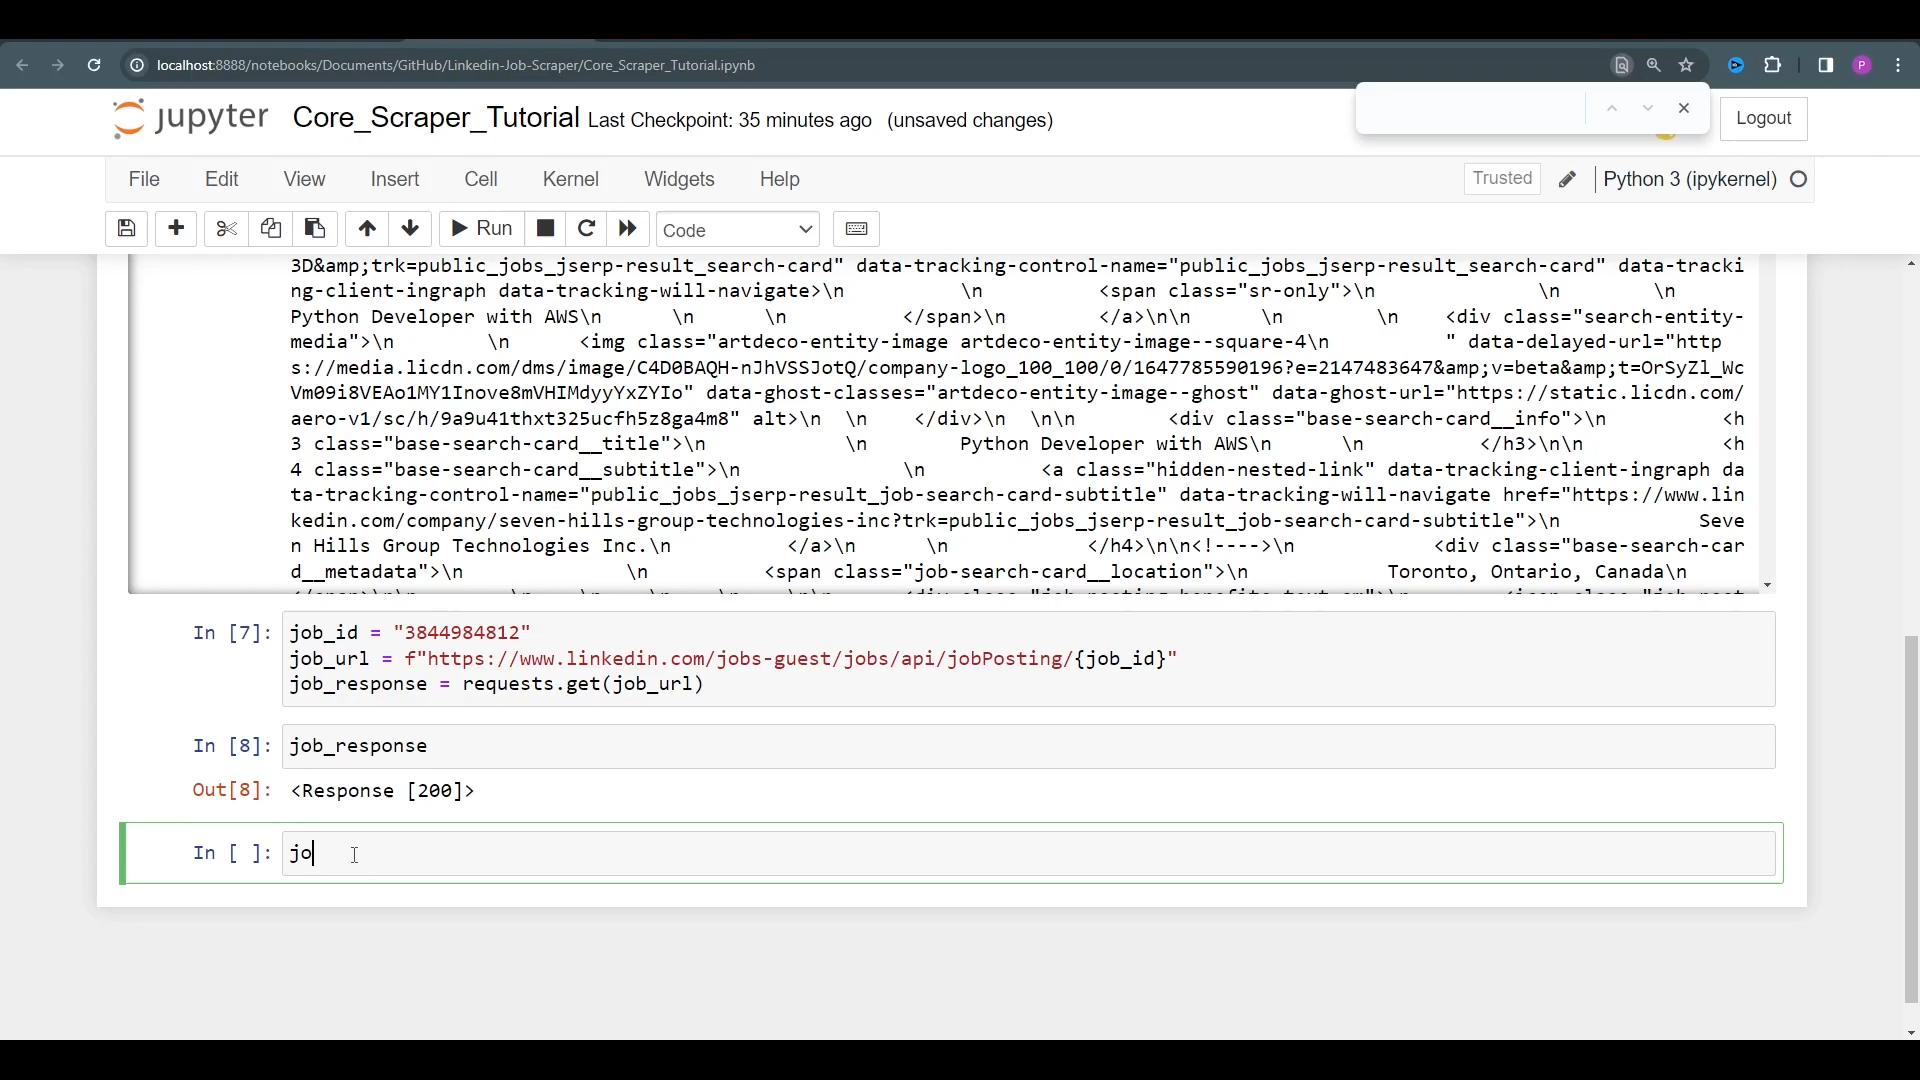 localhost:8888/notebooks/Documents/GitHub/Linkedin-Job-Scraper/Core_Scraper_Tutorial.ipynb
P
jupyter Core_Scraper_Tutorial Last Checkpoint: 35 minutes ago (unsaved changes)
Logout
File Edit View Insert Cell Kernel Widgets Help
Trusted Python 3 (ipykernel)
Run Code
3D&amp;trk=public_jobs_jserp-result_search-card" data-tracking-control-name="public_jobs_jserp-result_search-card" data-tracki
ng-client-ingraph data-tracking-will-navigate>\n \n <span class="sr-only">\n \n \n
Python Developer with AWS\n \n \n </span>\n </a>\n\n \n \n <div class="search-entity-
media">\n \n <img class="artdeco-entity-image artdeco-entity-image--square-4\n " data-delayed-url="http
s://media.licdn.com/dms/image/C4D0BAQH-nJhVSSJotQ/company-logo_100_100/0/1647785590196?e=2147483647&amp;v=beta&amp;t=OrSyZl_Wc
Vm09i8VEAo1MY1Inove8mVHIMdyyYxZYIo" data-ghost-classes="artdeco-entity-image--ghost" data-ghost-url="https://static.licdn.com/
aero-v1/sc/h/9a9u41thxt325ucfh5z8ga4m8" alt>\n \n </div>\n \n\n <div class="base-search-card__info">\n <h
3 class="base-search-card__title">\n \n Python Developer with AWS\n \n </h3>\n\n <h
4 class="base-search-card__subtitle">\n \n <a class="hidden-nested-link" data-tracking-client-ingraph da
ta-tracking-control-name="public_jobs_jserp-result_job-search-card-subtitle" data-tracking-will-navigate href="https://www.lin
kedin.com/company/seven-hills-group-technologies-inc?trk=public_jobs_jserp-result_job-search-card-subtitle">\n Seve
n Hills Group Technologies Inc.\n </a>\n \n </h4>\n\n<!---->\n <div class="base-search-car
d__metadata">\n \n <span class="job-search-card__location">\n Toronto, Ontario, Canada\n
In [7]: job_id = "3844984812"
job_url = f"https://www.linkedin.com/jobs-guest/jobs/api/jobPosting/{job_id}"
job_response = requests.get(job_url)
In [8]: job_response
Out[8]: <Response [200]>
In [ ]: jo